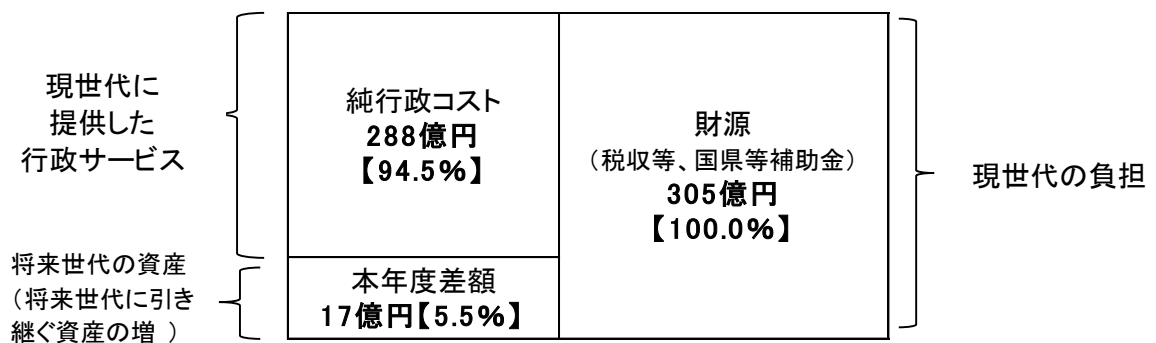 現世代に
提供した
行政サービス
純行政コスト
288億円
【94.5%】
財源
（税収等、国県等補助金）
305億円
【100.0%】
現世代の負担
将来世代の資産
（将来世代に引き
継ぐ資産の増 ）
本年度差額
17億円【5.5%】